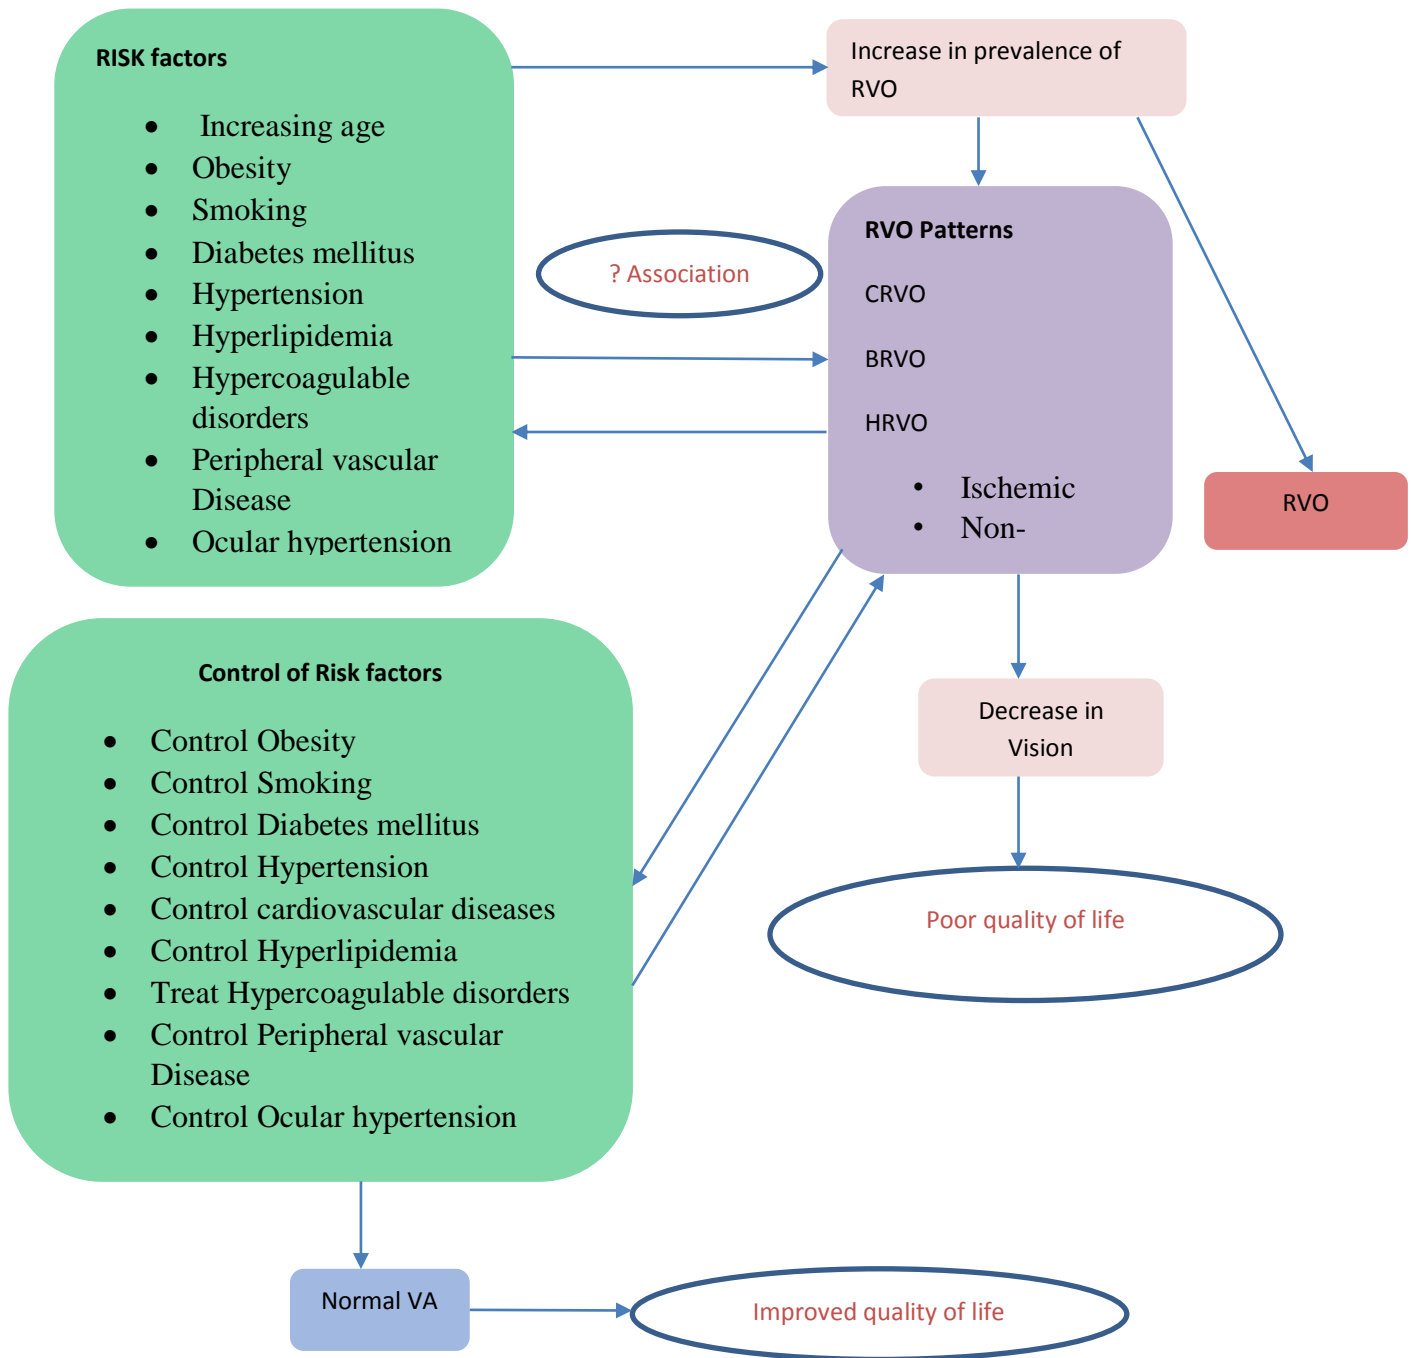 RISK factors
• Increasing age
• Obesity
• Smoking
• Diabetes mellitus
• Hypertension
• Hyperlipidemia
• Hypercoagulable
disorders
• Peripheral vascular
Disease
• Ocular hypertension
Increase in prevalence of
RVO
? Association
RVO Patterns
CRVO
BRVO
HRVO
• Ischemic
• Non-
RVO
Control of Risk factors
• Control Obesity
• Control Smoking
• Control Diabetes mellitus
• Control Hypertension
• Control cardiovascular diseases
• Control Hyperlipidemia
• Treat Hypercoagulable disorders
• Control Peripheral vascular
Disease
• Control Ocular hypertension
Decrease in
Vision
Poor quality of life
Normal VA
Improved quality of life